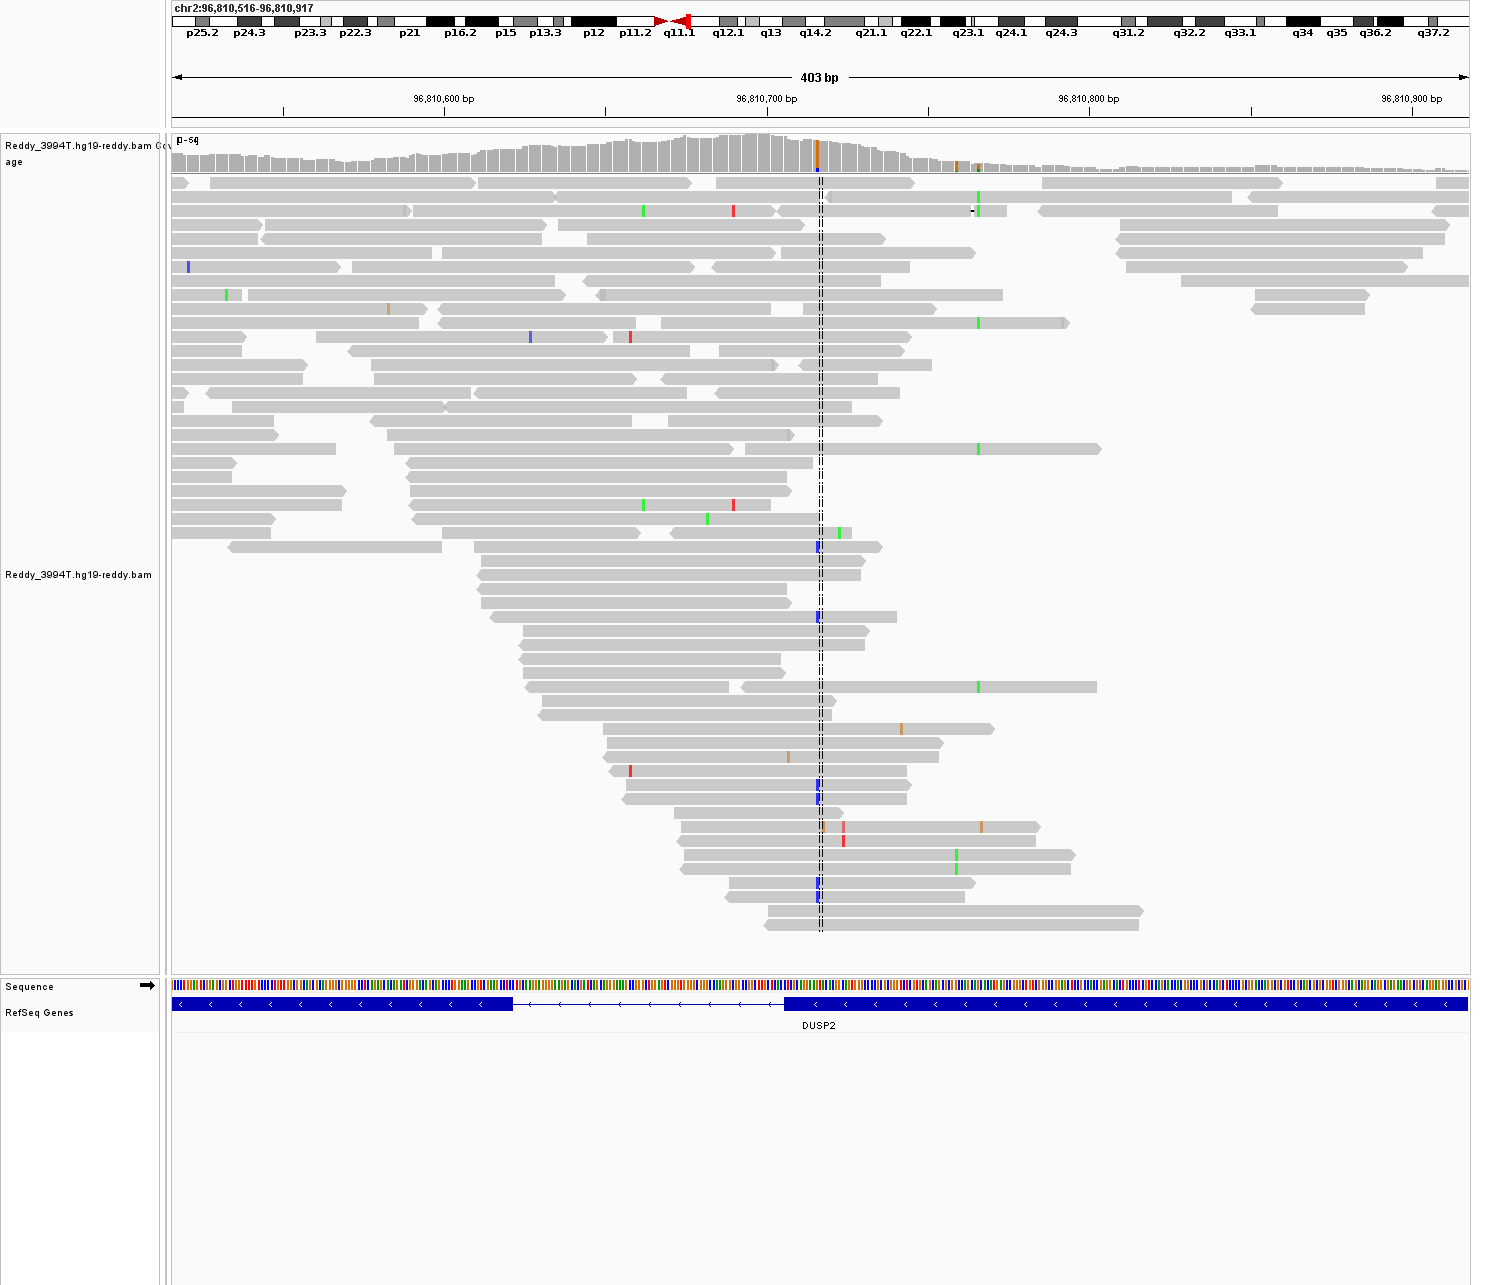 chr2:96,810,516-96,810,917
p25.2 p24.3 p23.3 p22.3 p21 p16.2 p15 p13.3 p12 p11.2 q11.1 q12.1 q13 q14.2 q21.1 q22.1 q23.1 q24.1 q24.3 q31.2 q32.2 q33.1 q34 q35 q36.2 q37.2
403 bp
96,810,600 bp 96,810,700 bp 96,810,800 bp 96,810,900 bp
[0-54]
Reddy_3994T.hg19-reddy.bam Cov
age
Reddy_3994T.hg19-reddy.bam
Sequence
RefSeq Genes
DUSP2